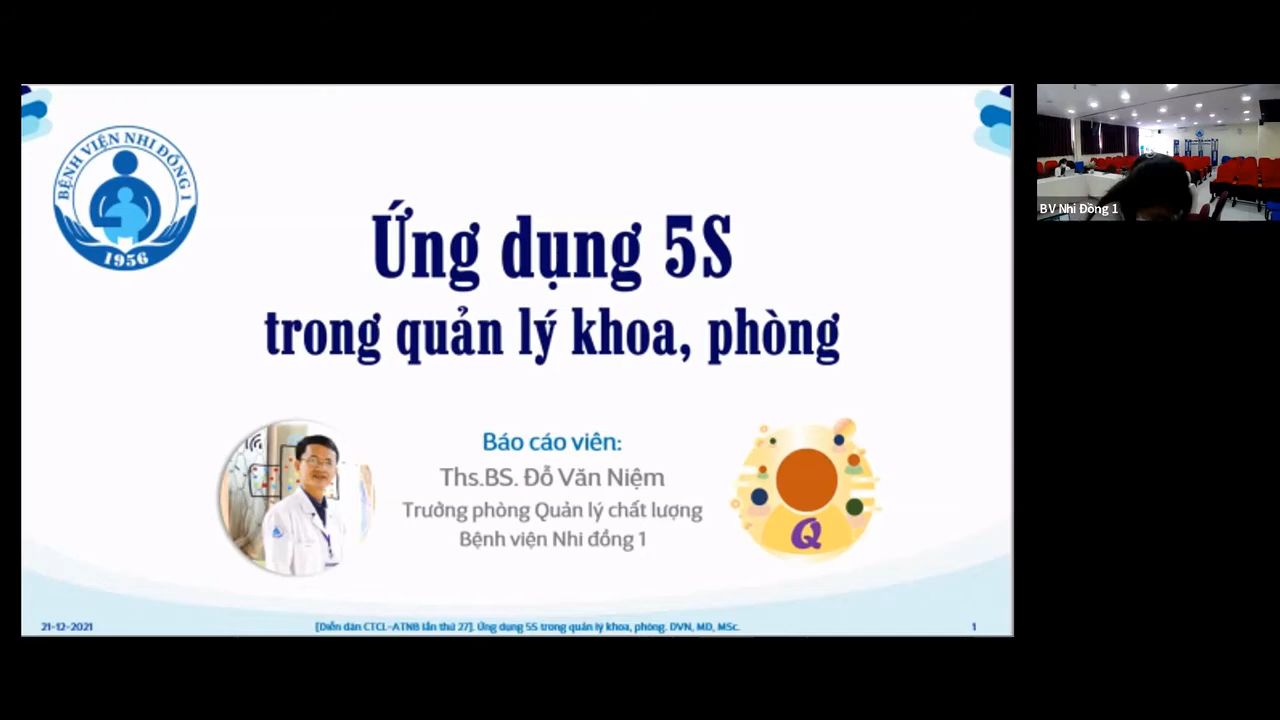 BỆNH VIỆN NHI ĐỒNG 1
1956
Ứng dụng 5S
trong quản lý khoa, phòng
Báo cáo viên:
Ths.BS. Đỗ Văn Niệm
Trưởng phòng Quản lý chất lượng
Bệnh viện Nhi đồng 1
Q
21-12-2021
[Diễn đàn CTCL-ATNB lần thứ 27]. Ứng dụng 5S trong quản lý khoa, phòng. DVN, MD, MSc.
1
BV Nhi Đồng 1